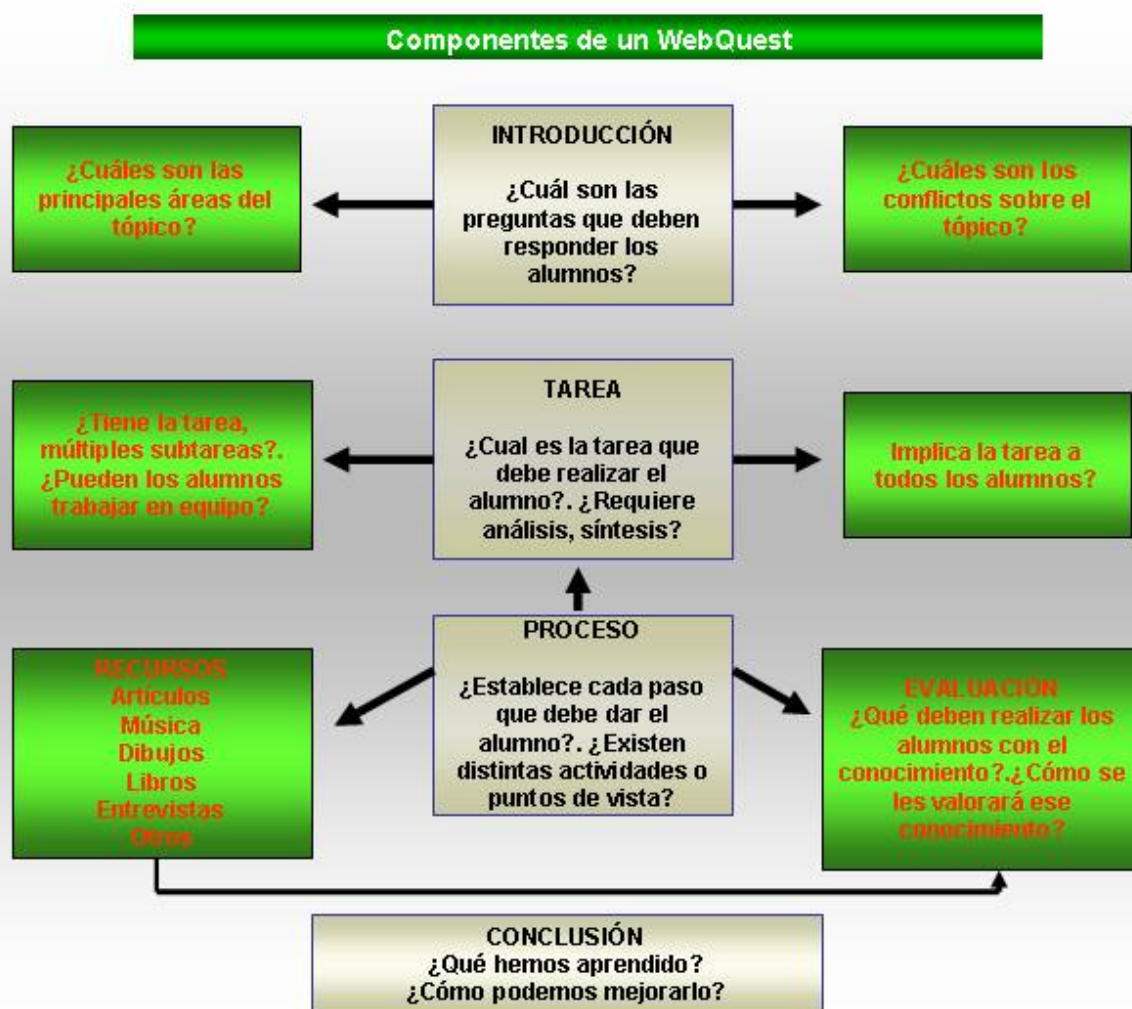 Componentes de un WebQuest
¿Cuáles son las
principales áreas del
tópico?
INTRODUCCIÓN
¿Cuál son las
preguntas que deben
responder los
alumnos?
¿Cuáles son los
conflictos sobre el
tópico?
¿Tiene la tarea,
múltiples subtareas?.
¿Pueden los alumnos
trabajar en equipo?
TAREA
¿Cual es la tarea que
debe realizar el
alumno?. ¿Requiere
análisis, síntesis?
Implica la tarea a
todos los alumnos?
RECURSOS
Artículos
Música
Dibujos
Libros
Entrevistas
Otros
PROCESO
¿Establece cada paso
que debe dar el
alumno?. ¿Existen
distintas actividades o
puntos de vista?
EVALUACIÓN
¿Qué deben realizar los
alumnos con el
conocimiento?.¿Cómo se
les valorará ese
conocimiento?
CONCLUSIÓN
¿Qué hemos aprendido?
¿Cómo podemos mejorarlo?